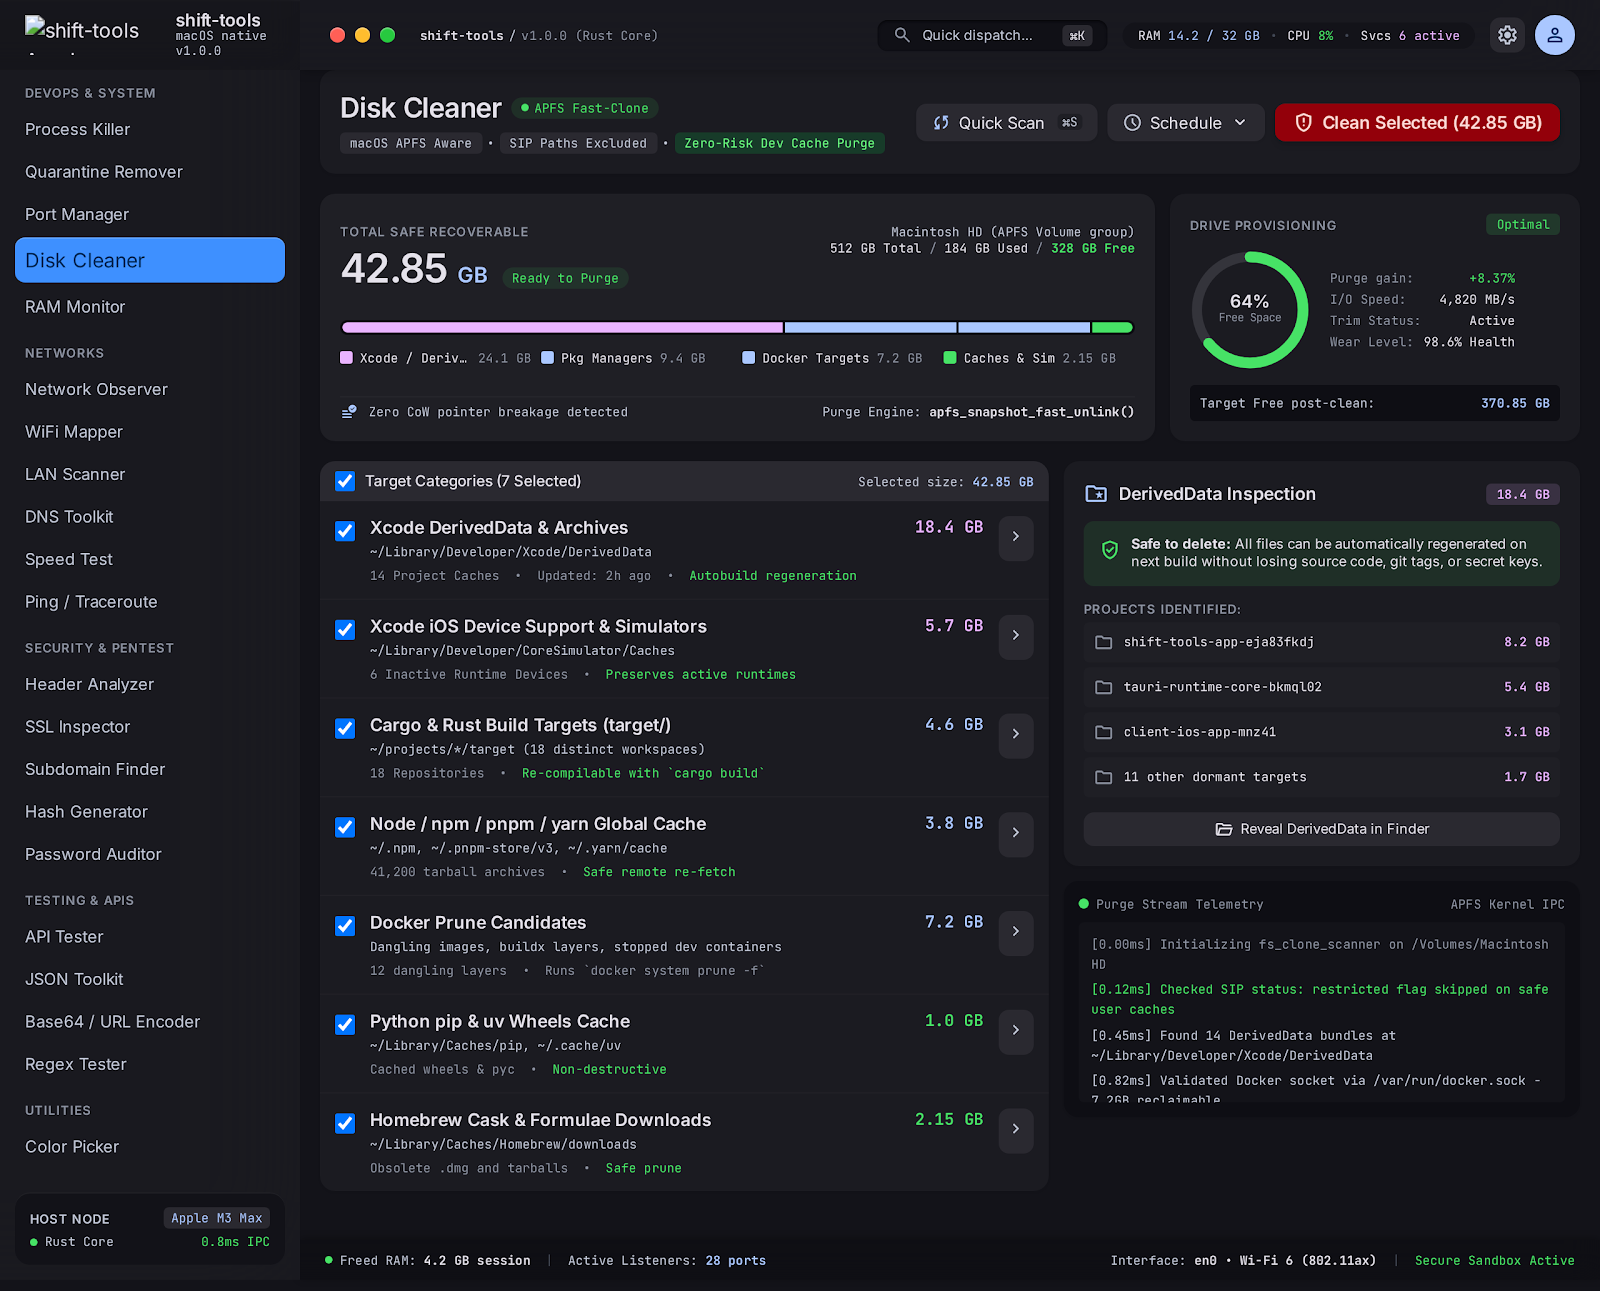 shift-tools
shift-tools
macOS native
v1.0.0
DEVOPS & SYSTEM
Process Killer
Quarantine Remover
Port Manager
Disk Cleaner
RAM Monitor
NETWORKS
Network Observer
WiFi Mapper
LAN Scanner
DNS Toolkit
Speed Test
Ping / Traceroute
SECURITY & PENTEST
Header Analyzer
SSL Inspector
Subdomain Finder
Hash Generator
Password Auditor
TESTING & APIS
API Tester
JSON Toolkit
Base64 / URL Encoder
Regex Tester
UTILITIES
Color Picker
HOST NODE Apple M3 Max
Rust Core 0.8ms IPC
shift-tools / v1.0.0 (Rust Core)
Quick dispatch... ⌘K
RAM 14.2 / 32 GB • CPU 8% • Svcs 6 active
Disk Cleaner APFS Fast-Clone
macOS APFS Aware • SIP Paths Excluded • Zero-Risk Dev Cache Purge
Quick Scan ⌘S
Schedule
Clean Selected (42.85 GB)
TOTAL SAFE RECOVERABLE
42.85 GB Ready to Purge
Macintosh HD (APFS Volume group)
512 GB Total / 184 GB Used / 328 GB Free
Xcode / Deriv… 24.1 GB
Pkg Managers 9.4 GB
Docker Targets 7.2 GB
Caches & Sim 2.15 GB
Zero CoW pointer breakage detected
Purge Engine: apfs_snapshot_fast_unlink()
DRIVE PROVISIONING Optimal
64%
Free Space
Purge gain: +8.37%
I/O Speed: 4,820 MB/s
Trim Status: Active
Wear Level: 98.6% Health
Target Free post-clean: 370.85 GB
Target Categories (7 Selected) Selected size: 42.85 GB
Xcode DerivedData & Archives 18.4 GB
~/Library/Developer/Xcode/DerivedData
14 Project Caches • Updated: 2h ago • Autobuild regeneration
Xcode iOS Device Support & Simulators 5.7 GB
~/Library/Developer/CoreSimulator/Caches
6 Inactive Runtime Devices • Preserves active runtimes
Cargo & Rust Build Targets (target/) 4.6 GB
~/projects/*/target (18 distinct workspaces)
18 Repositories • Re-compilable with `cargo build`
Node / npm / pnpm / yarn Global Cache 3.8 GB
~/.npm, ~/.pnpm-store/v3, ~/.yarn/cache
41,200 tarball archives • Safe remote re-fetch
Docker Prune Candidates 7.2 GB
Dangling images, buildx layers, stopped dev containers
12 dangling layers • Runs `docker system prune -f`
Python pip & uv Wheels Cache 1.0 GB
~/Library/Caches/pip, ~/.cache/uv
Cached wheels & pyc • Non-destructive
Homebrew Cask & Formulae Downloads 2.15 GB
~/Library/Caches/Homebrew/downloads
Obsolete .dmg and tarballs • Safe prune
DerivedData Inspection 18.4 GB
Safe to delete: All files can be automatically regenerated on
next build without losing source code, git tags, or secret keys.
PROJECTS IDENTIFIED:
shift-tools-app-eja83fkdj 8.2 GB
tauri-runtime-core-bkmql02 5.4 GB
client-ios-app-mnz41 3.1 GB
11 other dormant targets 1.7 GB
Reveal DerivedData in Finder
Purge Stream Telemetry APFS Kernel IPC
[0.00ms] Initializing fs_clone_scanner on /Volumes/Macintosh
HD
[0.12ms] Checked SIP status: restricted flag skipped on safe
user caches
[0.45ms] Found 14 DerivedData bundles at
~/Library/Developer/Xcode/DerivedData
[0.82ms] Validated Docker socket via /var/run/docker.sock -
7.2GB reclaimable
Freed RAM: 4.2 GB session | Active Listeners: 28 ports
Interface: en0 • Wi-Fi 6 (802.11ax) | Secure Sandbox Active